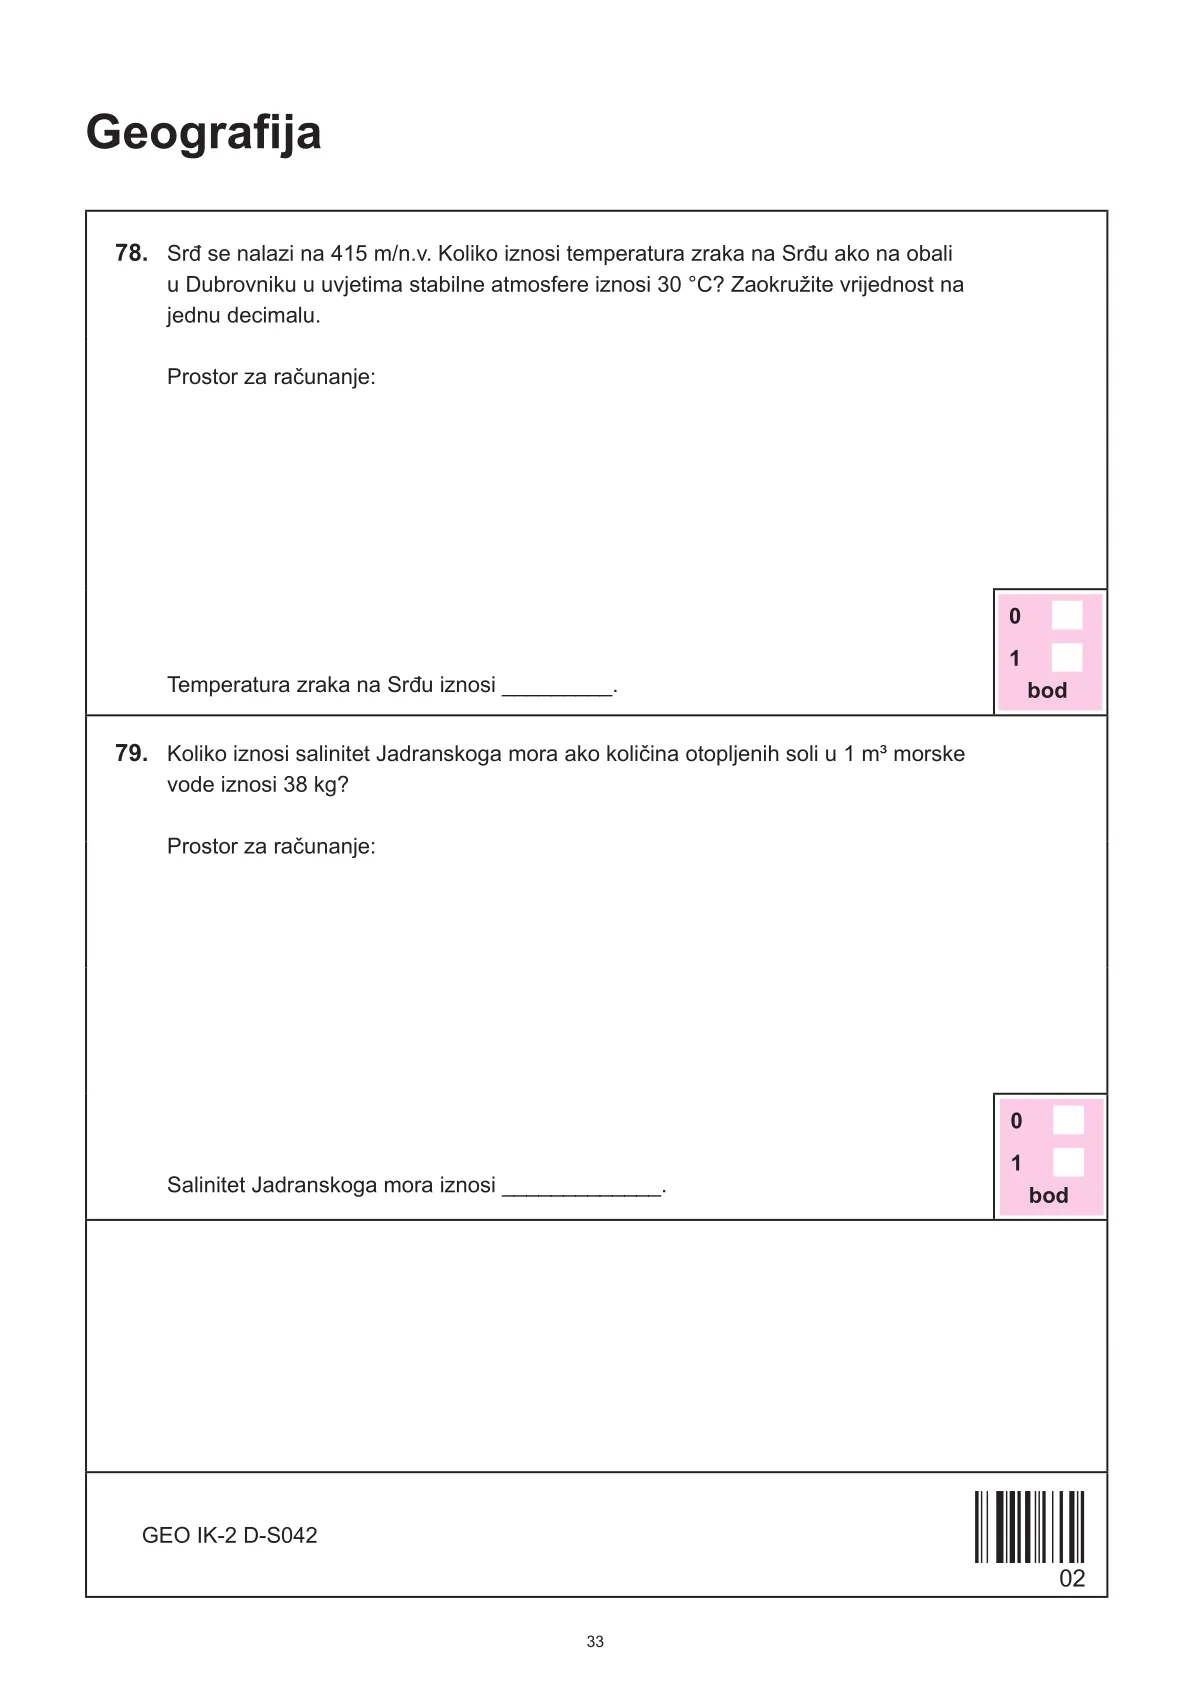 Geografija
78. Srđ se nalazi na 415 m/n.v. Koliko iznosi temperatura zraka na Srđu ako na obali
u Dubrovniku u uvjetima stabilne atmosfere iznosi 30 °C? Zaokružite vrijednost na
jednu decimalu.
Prostor za računanje:
0
1
bod
Temperatura zraka na Srđu iznosi _________.
79. Koliko iznosi salinitet Jadranskoga mora ako količina otopljenih soli u 1 m³ morske
vode iznosi 38 kg?
Prostor za računanje:
0
1
bod
Salinitet Jadranskoga mora iznosi _____________.
GEO IK-2 D-S042
02
33